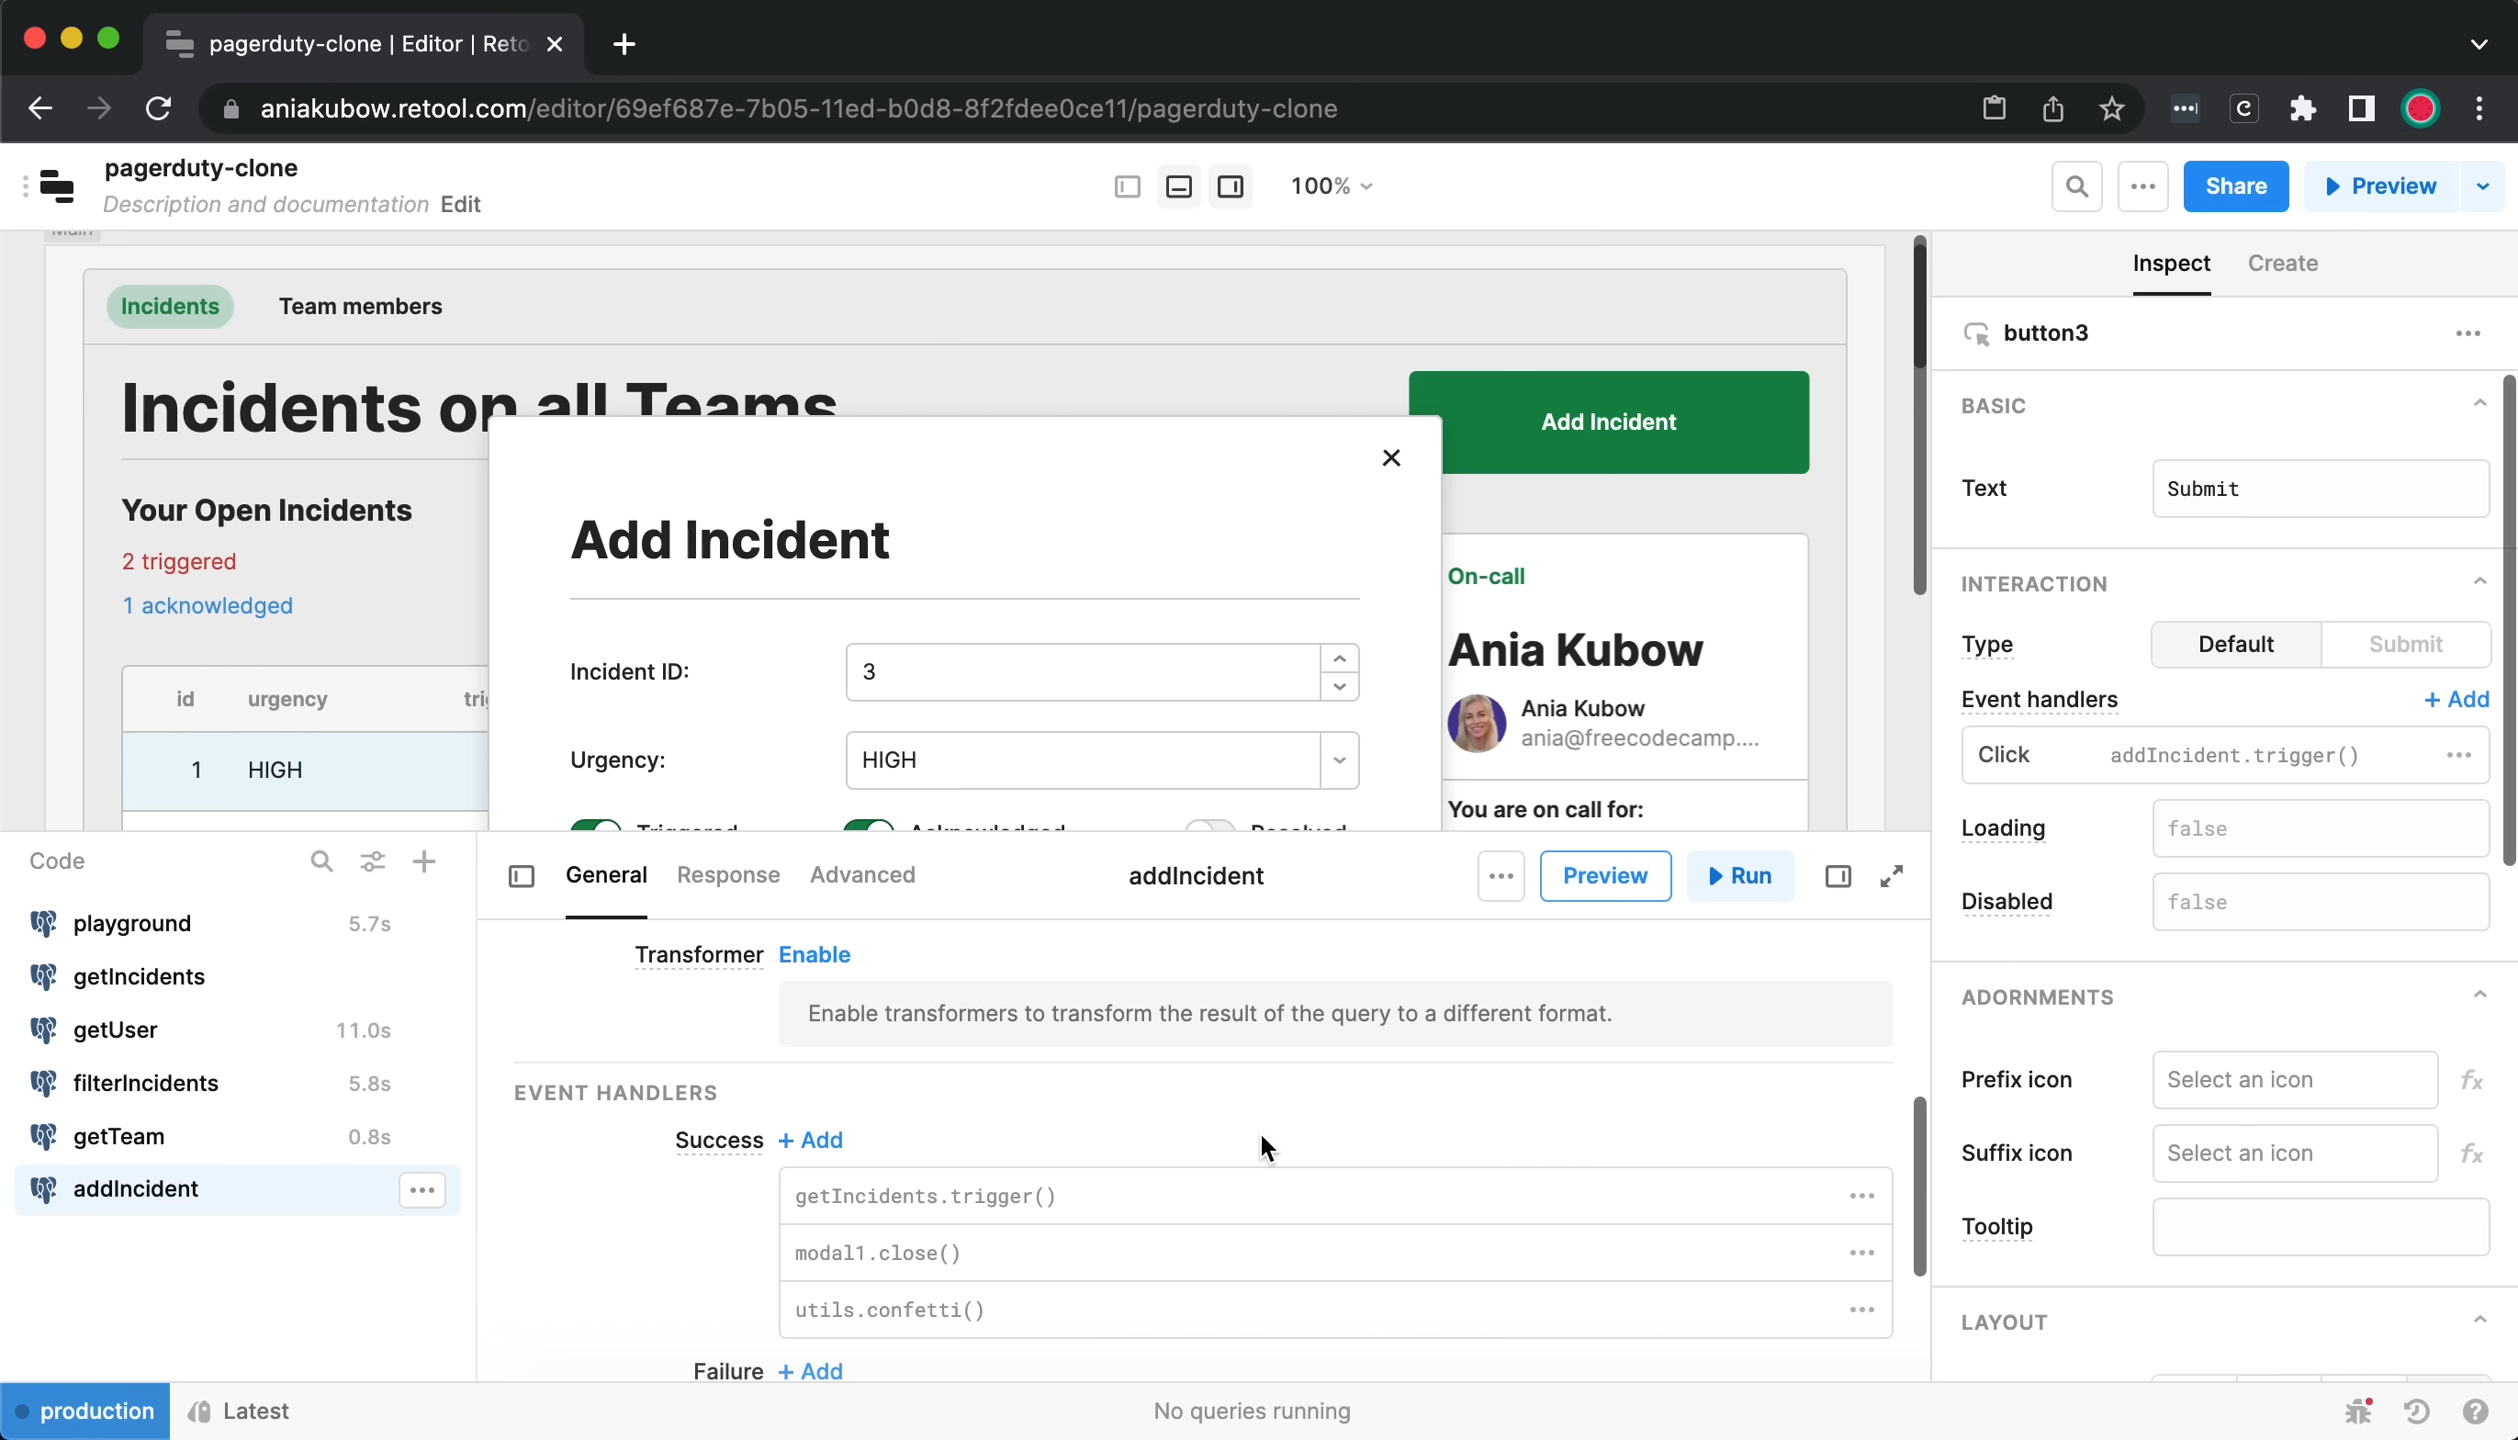 pagerduty-clone | Editor | Reto
aniakubow.retool.com/editor/69ef687e-7b05-11ed-b0d8-8f2fdee0ce11/pagerduty-clone
pagerduty-clone
Description and documentation Edit
100%
Share
Preview
Main
Incidents
Team members
Incidents on all Teams
Add Incident
Your Open Incidents
2 triggered
1 acknowledged
id urgency tri
1 HIGH
Add Incident
Incident ID: 3
Urgency: HIGH
Triggered Acknowledged Resolved
On-call
Ania Kubow
Ania Kubow
ania@freecodecamp....
You are on call for:
Inspect Create
button3
BASIC
Text Submit
INTERACTION
Type Default Submit
Event handlers + Add
Click addIncident.trigger()
Loading false
Disabled false
ADORNMENTS
Prefix icon Select an icon fx
Suffix icon Select an icon fx
Tooltip
LAYOUT
Code
playground 5.7s
getIncidents
getUser 11.0s
filterIncidents 5.8s
getTeam 0.8s
addIncident
General Response Advanced addIncident Preview Run
Transformer Enable
Enable transformers to transform the result of the query to a different format.
EVENT HANDLERS
Success + Add
getIncidents.trigger()
modal1.close()
utils.confetti()
Failure + Add
production Latest No queries running